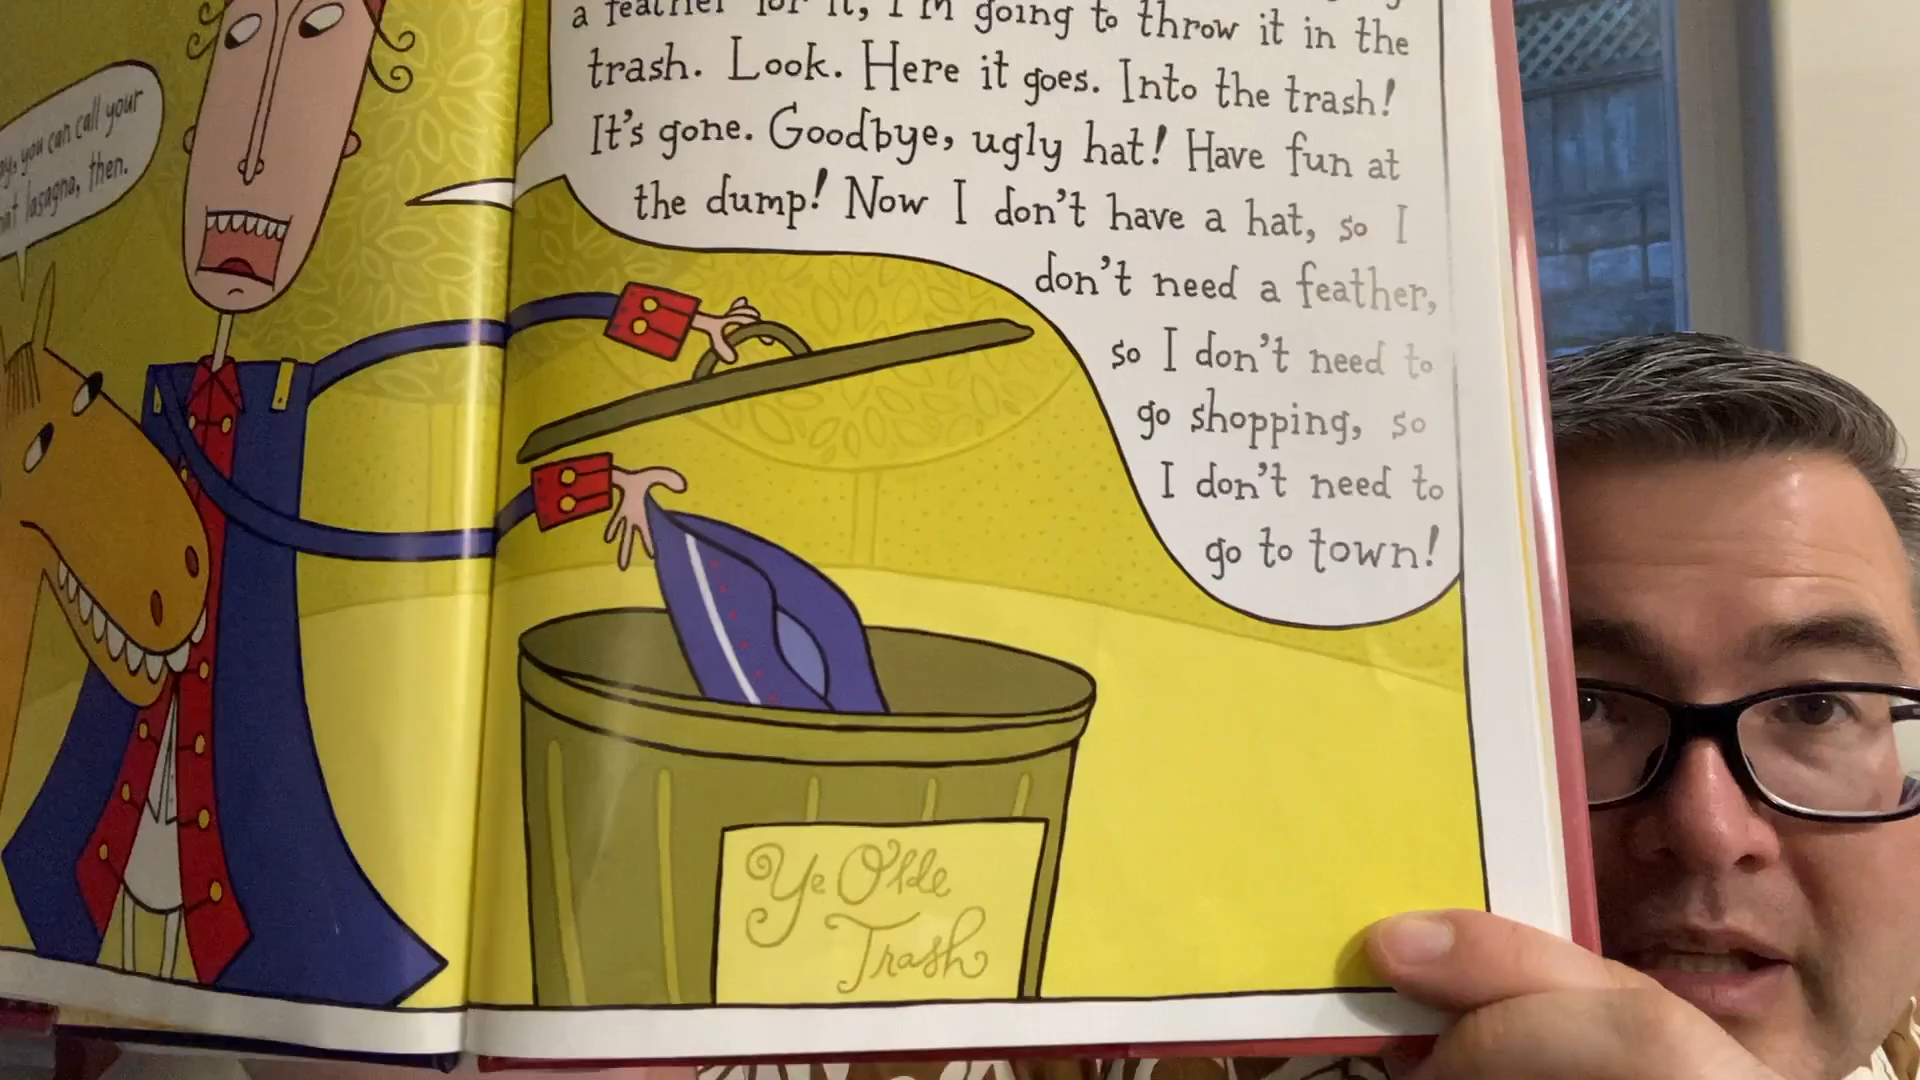 a feather for it, I'm going to throw it in the
trash. Look. Here it goes. Into the trash!
It's gone. Goodbye, ugly hat! Have fun at
the dump! Now I don't have a hat, so I
don't need a feather,
so I don't need to
go shopping, so
I don't need to
go to town!
you can call your
lasagna, then.
Ye Olde
Trash